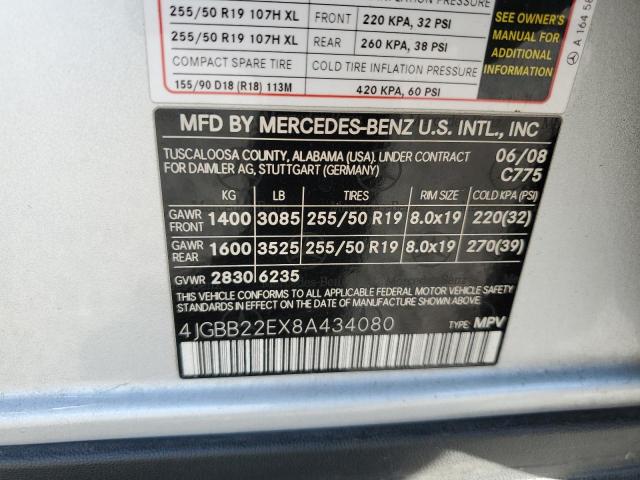 255/50 R19 107H XL FRONT 220 KPA, 32 PSI
255/50 R19 107H XL REAR 260 KPA, 38 PSI
COMPACT SPARE TIRE COLD TIRE INFLATION PRESSURE
155/90 D18 (R18) 113M 420 KPA, 60 PSI
SEE OWNER'S
MANUAL FOR
ADDITIONAL
INFORMATION
A 164 58
MFD BY MERCEDES-BENZ U.S. INTL., INC
TUSCALOOSA COUNTY, ALABAMA (USA). UNDER CONTRACT 06/08
FOR DAIMLER AG, STUTTGART (GERMANY) C775
KG LB TIRES RIM SIZE COLD KPA (PSI)
GAWR FRONT 1400 3085 255/50 R19 8.0x19 220(32)
GAWR REAR 1600 3525 255/50 R19 8.0x19 270(39)
GVWR 2830 6235
THIS VEHICLE CONFORMS TO ALL APPLICABLE FEDERAL MOTOR VEHICLE SAFETY
STANDARDS IN EFFECT ON THE DATE OF MANUFACTURE SHOWN ABOVE.
4JGBB22EX8A434080 TYPE: MPV